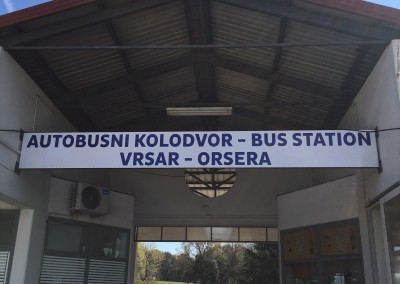 AUTOBUSNI KOLODVOR - BUS STATION
VRSAR - ORSERA